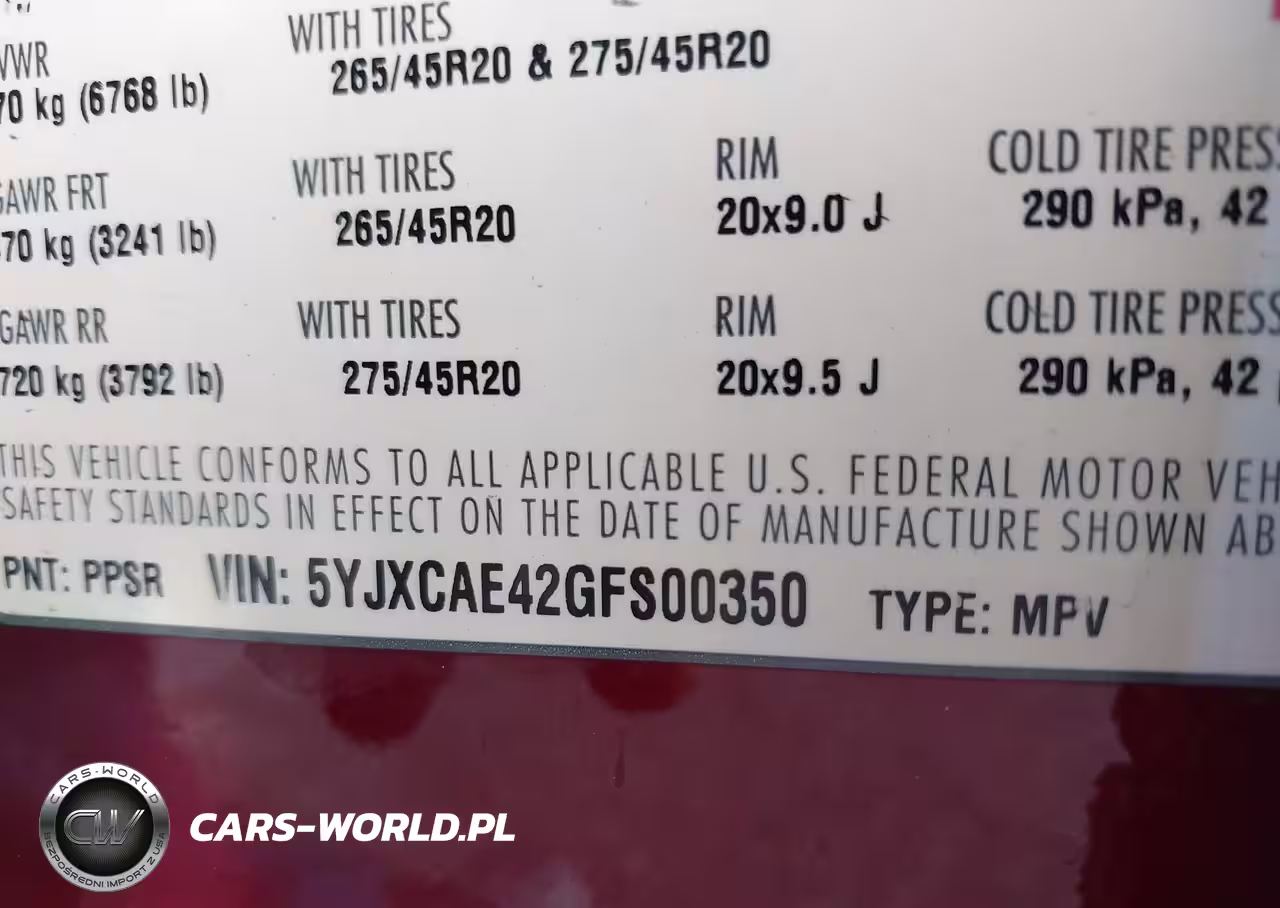 WITH TIRES
265/45R20 & 275/45R20
kg (6768 lb)
WITH TIRES
RIM
COLD TIRE PRES
GAWR FRT
265/45R20
20x9.0 J
290 kPa, 42
kg (3241 lb)
GAWR RR
WITH TIRES
RIM
COLD TIRE PRESS
720 kg (3792 lb)
275/45R20
20x9.5 J
290 kPa, 42
THIS VEHICLE CONFORMS TO ALL APPLICABLE U.S. FEDERAL MOTOR VEH
SAFETY STANDARDS IN EFFECT ON THE DATE OF MANUFACTURE SHOWN AB
PNT: PPSR VIN: 5YJXCAE42GFS00350 TYPE: MPV
CARS-WORLD
CW
BEZPOŚREDNI IMPORT Z USA
CARS-WORLD.PL